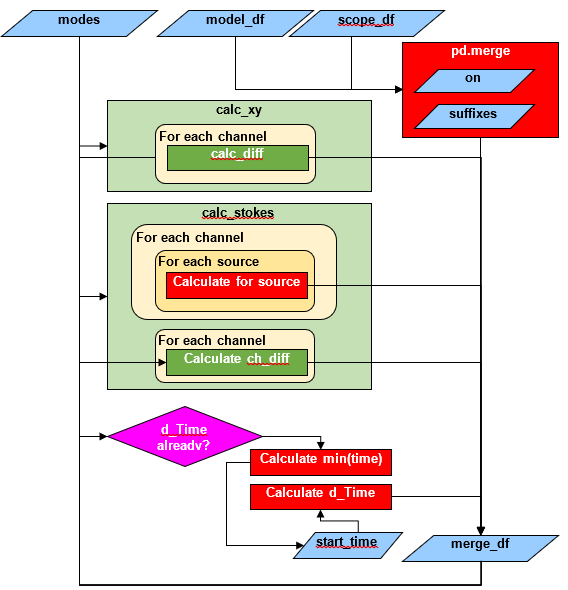 modes
model_df
scope_df
pd.merge
on
suffixes
calc_xy
For each channel
calc_diff
calc_stokes
For each channel
For each source
Calculate for source
For each channel
Calculate ch_diff
d_Time
already?
Calculate min(time)
Calculate d_Time
start_time
merge_df